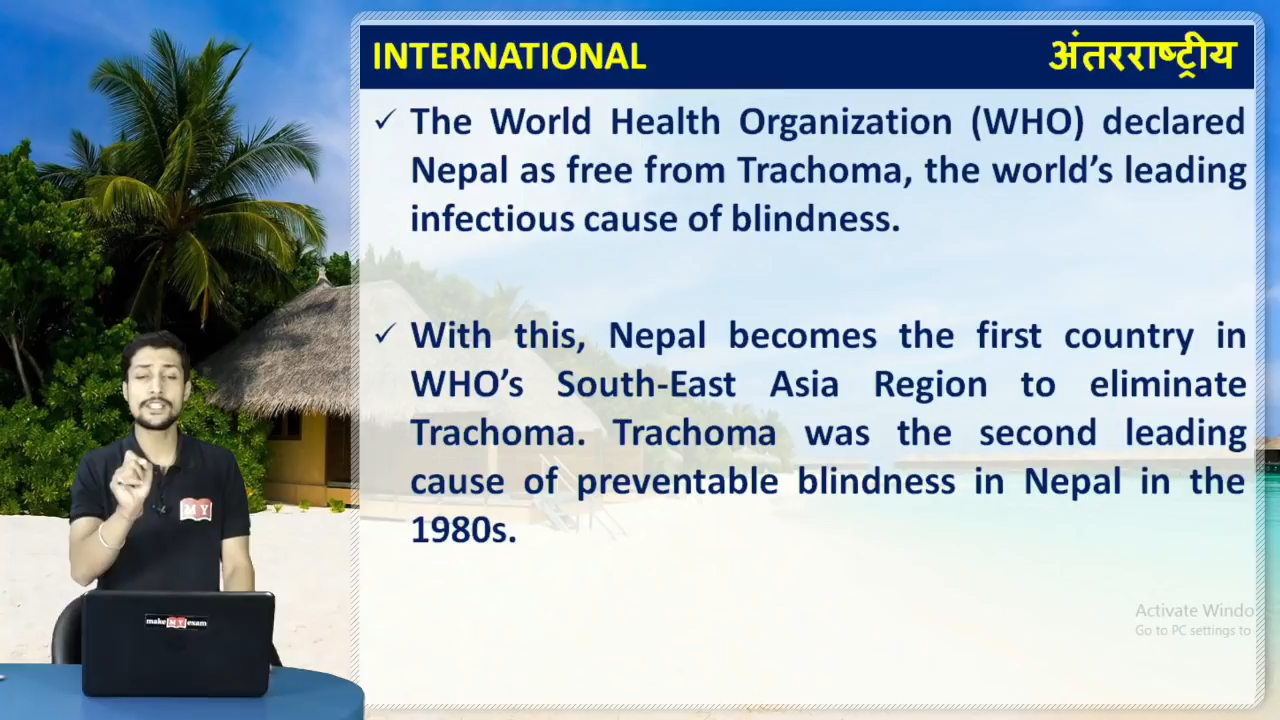 INTERNATIONAL अंतरराष्ट्रीय
✓ The World Health Organization (WHO) declared
Nepal as free from Trachoma, the world’s leading
infectious cause of blindness.
✓ With this, Nepal becomes the first country in
WHO’s South-East Asia Region to eliminate
Trachoma. Trachoma was the second leading
cause of preventable blindness in Nepal in the
1980s.
M Y
make MY exam
Activate Windo
Go to PC settings to